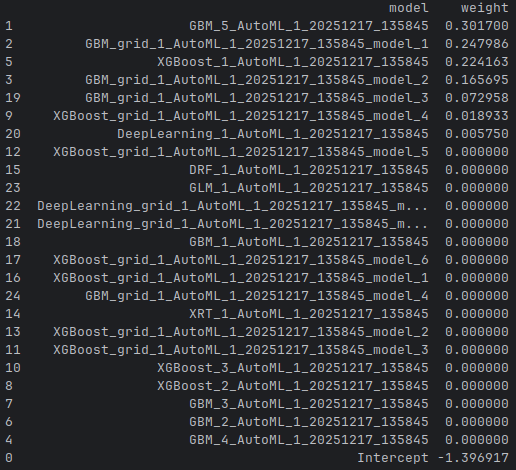 model weight
1 GBM_5_AutoML_1_20251217_135845 0.301700
2 GBM_grid_1_AutoML_1_20251217_135845_model_1 0.247986
5 XGBoost_1_AutoML_1_20251217_135845 0.224163
3 GBM_grid_1_AutoML_1_20251217_135845_model_2 0.165695
19 GBM_grid_1_AutoML_1_20251217_135845_model_3 0.072958
9 XGBoost_grid_1_AutoML_1_20251217_135845_model_4 0.018933
20 DeepLearning_1_AutoML_1_20251217_135845 0.005750
12 XGBoost_grid_1_AutoML_1_20251217_135845_model_5 0.000000
15 DRF_1_AutoML_1_20251217_135845 0.000000
23 GLM_1_AutoML_1_20251217_135845 0.000000
22 DeepLearning_grid_1_AutoML_1_20251217_135845_m... 0.000000
21 DeepLearning_grid_1_AutoML_1_20251217_135845_m... 0.000000
18 GBM_1_AutoML_1_20251217_135845 0.000000
17 XGBoost_grid_1_AutoML_1_20251217_135845_model_6 0.000000
16 XGBoost_grid_1_AutoML_1_20251217_135845_model_1 0.000000
24 GBM_grid_1_AutoML_1_20251217_135845_model_4 0.000000
14 XRT_1_AutoML_1_20251217_135845 0.000000
13 XGBoost_grid_1_AutoML_1_20251217_135845_model_2 0.000000
11 XGBoost_grid_1_AutoML_1_20251217_135845_model_3 0.000000
10 XGBoost_3_AutoML_1_20251217_135845 0.000000
8 XGBoost_2_AutoML_1_20251217_135845 0.000000
7 GBM_3_AutoML_1_20251217_135845 0.000000
6 GBM_2_AutoML_1_20251217_135845 0.000000
4 GBM_4_AutoML_1_20251217_135845 0.000000
0 Intercept -1.396917